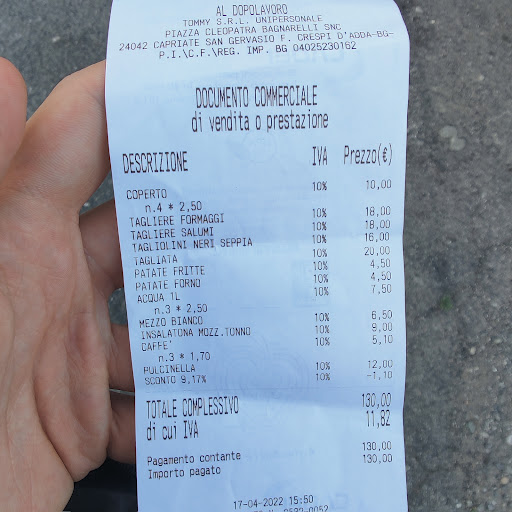 AL DOPOLAVORO
TOMMY S.R.L. UNIPERSONALE
PIAZZA CLEOPATRA BAGNARELLI SNC
24042 CAPRIATE SAN GERVASIO F. CRESPI D'ADDA-BG-
P.I\C.F\REG. IMP. BG 04025230162
DOCUMENTO COMMERCIALE
di vendita o prestazione
DESCRIZIONE IVA Prezzo(€)
COPERTO 10% 10,00
n.4 * 2,50
TAGLIERE FORMAGGI 10% 18,00
TAGLIERE SALUMI 10% 18,00
TAGLIOLINI NERI SEPPIA 10% 16,00
TAGLIATA 10% 20,00
PATATE FRITTE 10% 4,50
PATATE FORNO 10% 4,50
ACQUA 1L 10% 7,50
n.3 * 2,50
MEZZO BIANCO 10% 6,50
INSALATONA MOZZ.TONNO 10% 9,00
CAFFE' 10% 5,10
n.3 * 1,70
PULCINELLA 10% 12,00
SCONTO 9,17% 10% -1,10
TOTALE COMPLESSIVO 130,00
di cui IVA 11,82
Pagamento contante 130,00
Importo pagato 130,00
17-04-2022 15:50